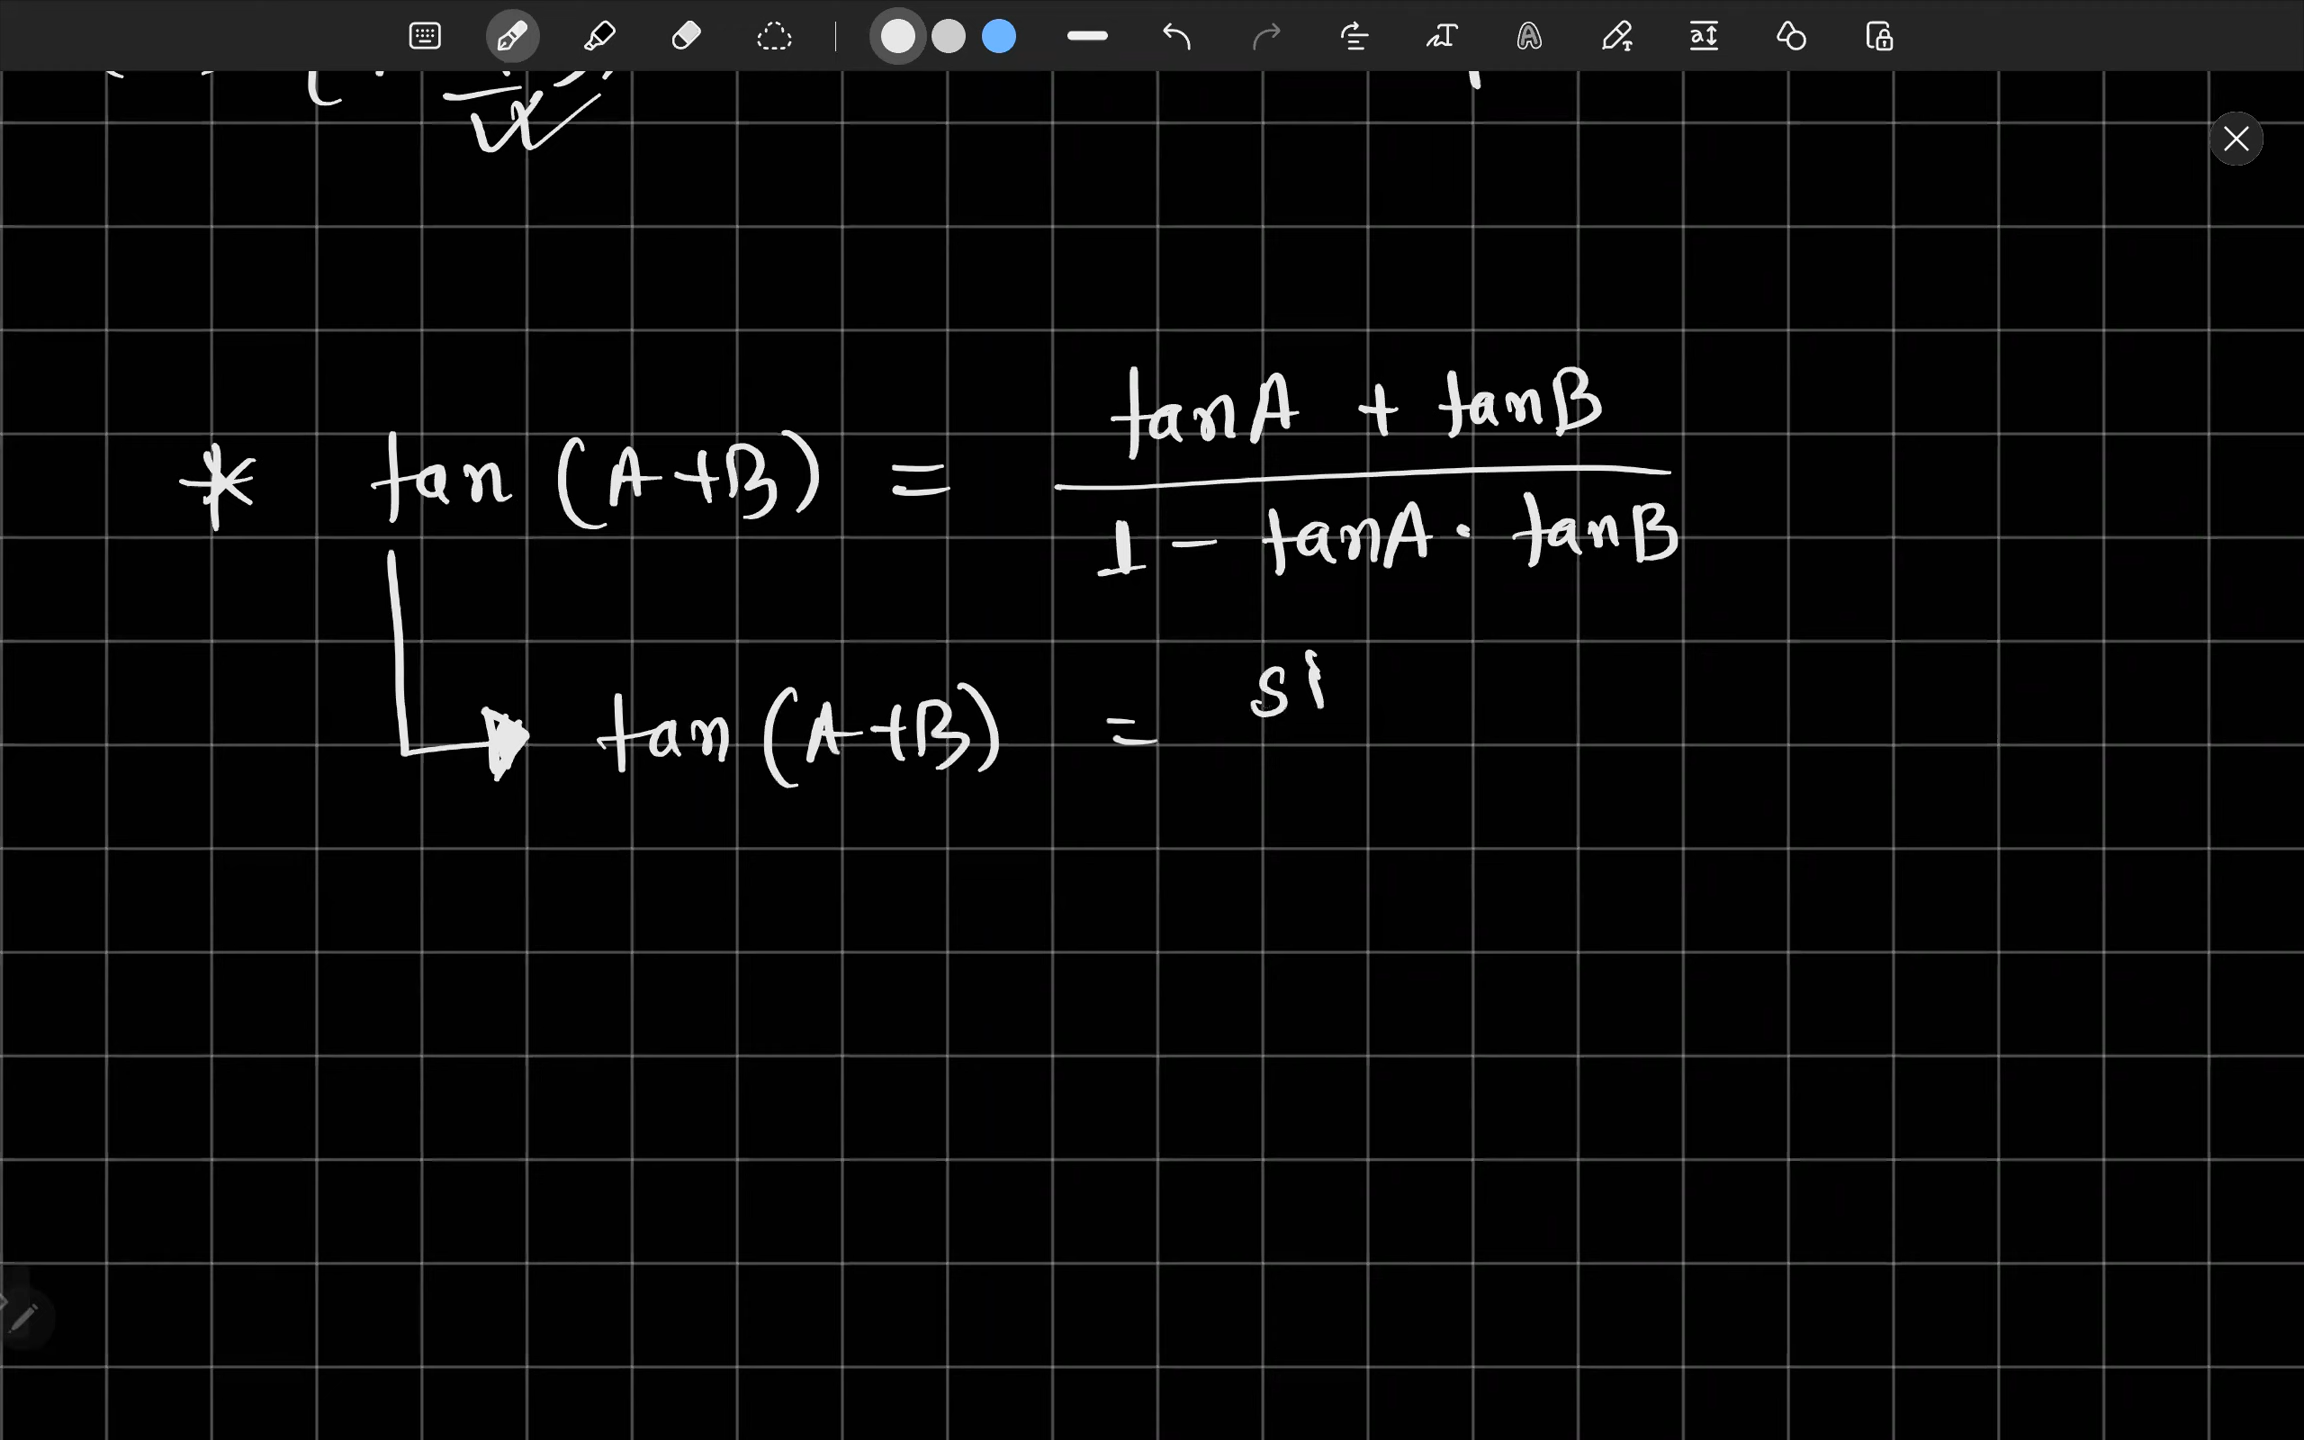 * tan (A+B) = tanA + tanB / 1 - tanA · tanB
tan (A+B) = si